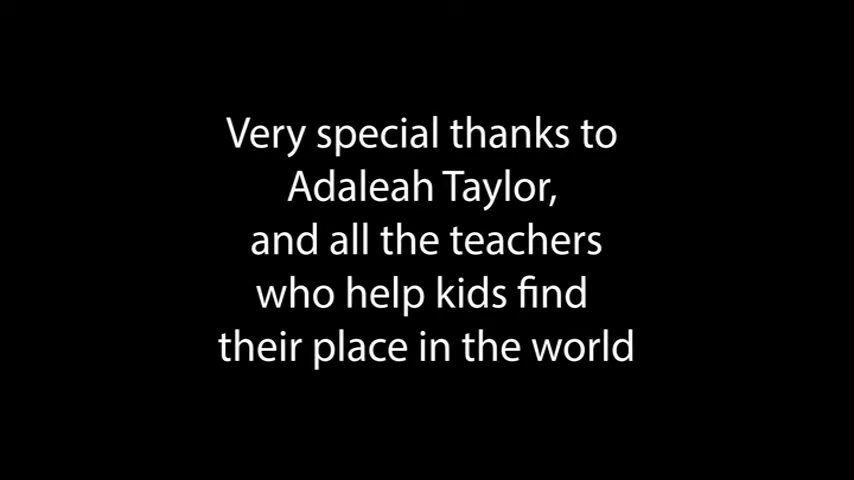 Very special thanks to
Adaleah Taylor,
and all the teachers
who help kids find
their place in the world